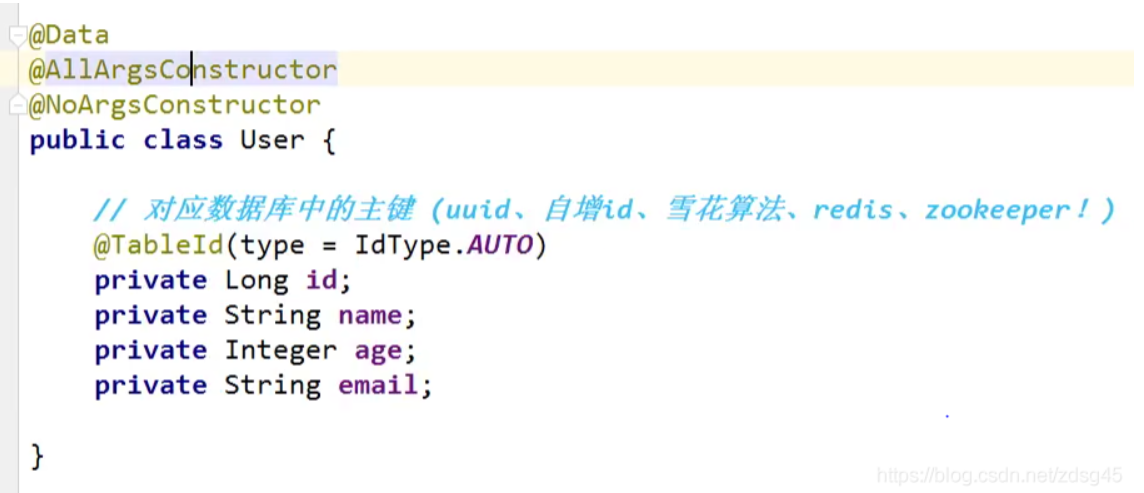 @Data
@AllArgsConstructor
@NoArgsConstructor
public class User {
// 对应数据库中的主键 (uuid、自增id、雪花算法、redis、zookeeper！)
@TableId(type = IdType.AUTO)
private Long id;
private String name;
private Integer age;
private String email;
}
https://blog.csdn.net/zdsg45